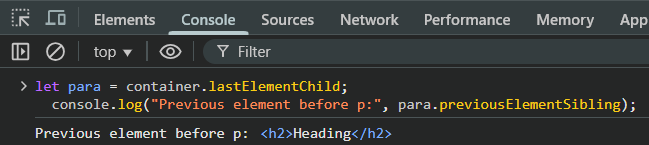 Elements Console Sources Network Performance Memory App
top ▼ Filter
> let para = container.lastElementChild;
console.log("Previous element before p:", para.previousElementSibling);
Previous element before p: <h2>Heading</h2>